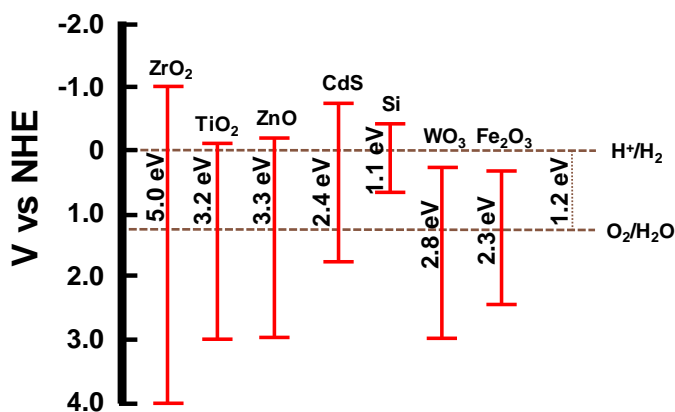 V vs NHE
-2.0
-1.0
0
1.0
2.0
3.0
4.0
ZrO₂
5.0 eV
TiO₂
3.2 eV
ZnO
3.3 eV
CdS
2.4 eV
Si
1.1 eV
WO₃
2.8 eV
Fe₂O₃
2.3 eV
1.2 eV
H⁺/H₂
O₂/H₂O